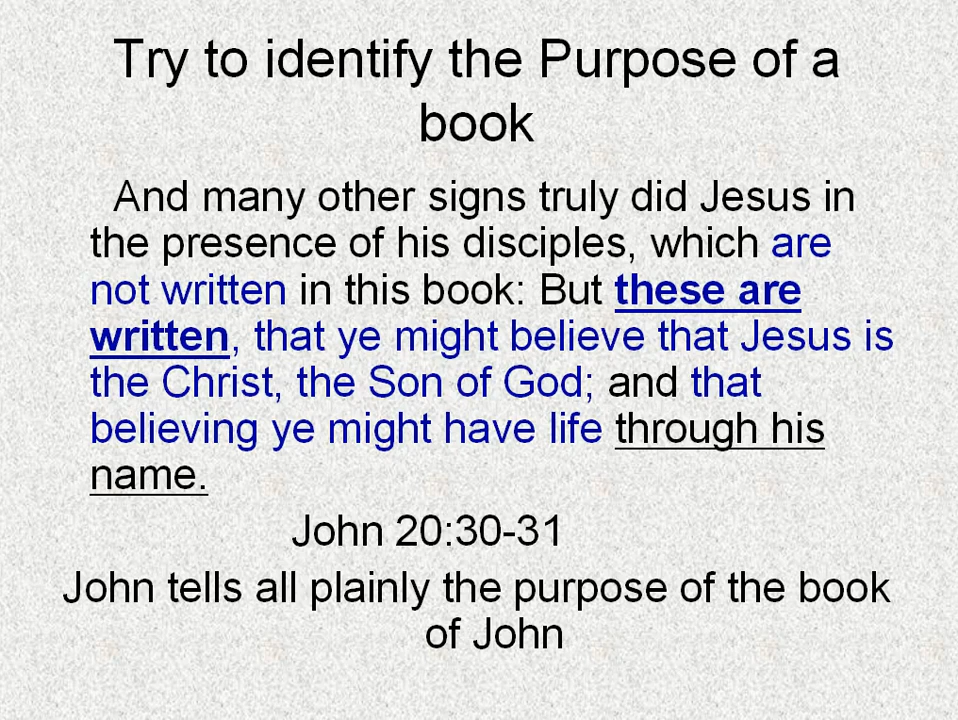 Try to identify the Purpose of a
book
And many other signs truly did Jesus in
the presence of his disciples, which are
not written in this book: But these are
written, that ye might believe that Jesus is
the Christ, the Son of God; and that
believing ye might have life through his
name.
John 20:30-31
John tells all plainly the purpose of the book
of John